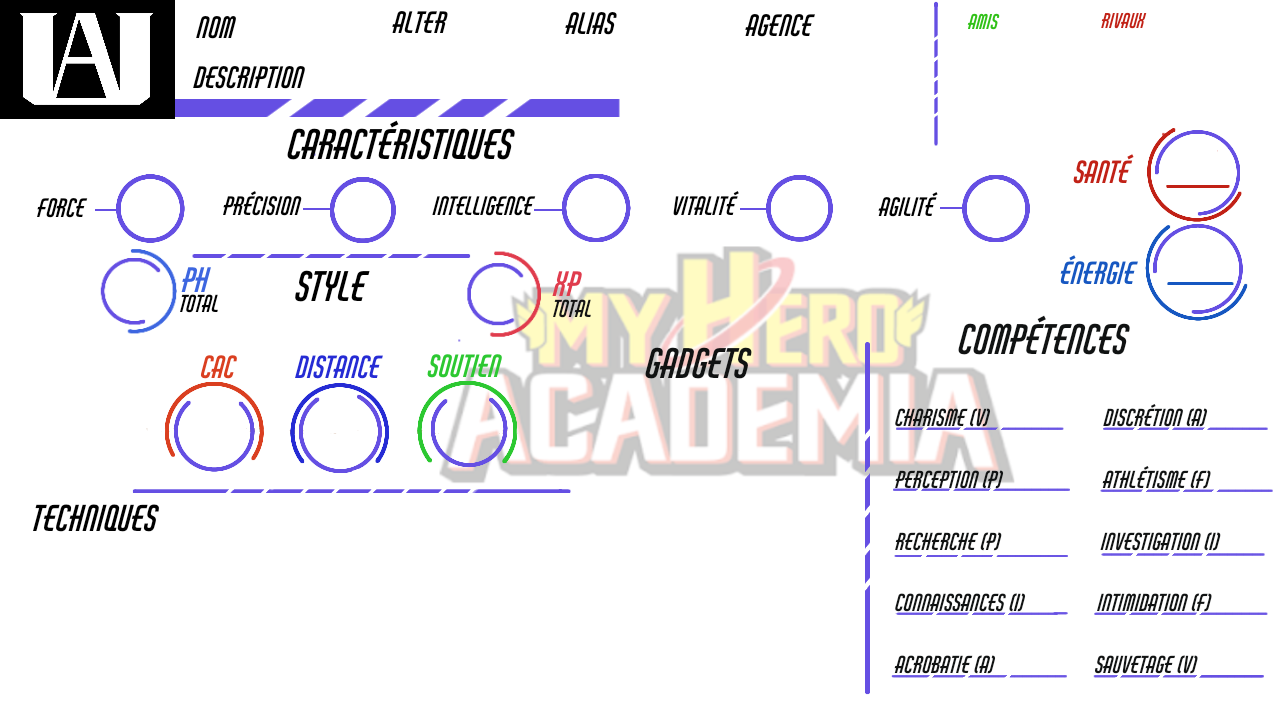 UA
NOM ALTER ALIAS AGENCE AMIS RIVAUX
DESCRIPTION
CARACTÉRISTIQUES
SANTÉ
FORCE PRÉCISION INTELLIGENCE VITALITÉ AGILITÉ
ÉNERGIE
PH TOTAL STYLE XP TOTAL
MY HERO
ACADEMIA
COMPÉTENCES
CAC DISTANCE SOUTIEN GADGETS
CHARISME (V) DISCRÉTION (A)
PERCEPTION (P) ATHLÉTISME (F)
TECHNIQUES
RECHERCHE (P) INVESTIGATION (I)
CONNAISSANCES (I) INTIMIDATION (F)
ACROBATIE (A) SAUVETAGE (V)